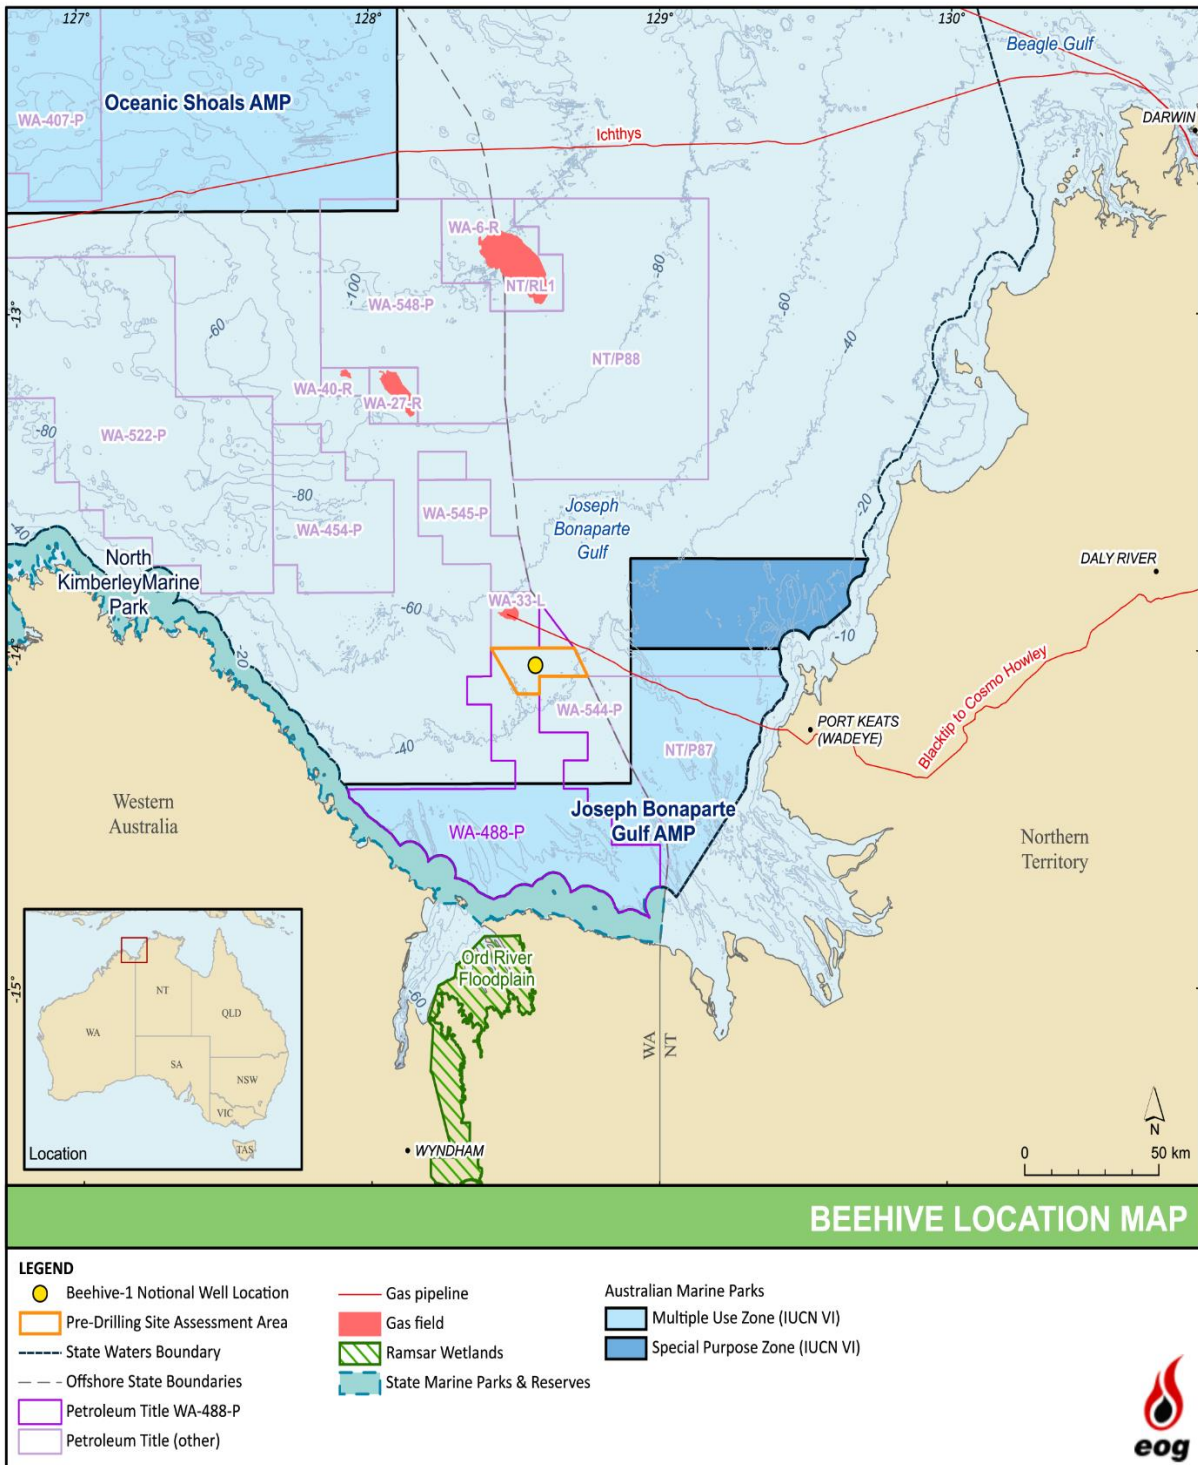 127°
128°
129°
130°
Beagle Gulf
Oceanic Shoals AMP
WA-407-P
DARWIN
Ichthys
WA-6-R
NT/RL1
-100
WA-548-P
-80
-60
-13°
-60
-40
NT/P88
WA-40-R
WA-27-R
-80
WA-522-P
-80
WA-454-P
WA-545-P
-20
Joseph
Bonaparte
Gulf
-40
North
KimberleyMarine
Park
DALY RIVER
-60
WA-33-L
-10
-14°
-20
WA-544-P
PORT KEATS
(WADEYE)
Blacktip to Cosmo Howley
-40
NT/P87
Western
Australia
Joseph Bonaparte
Gulf AMP
WA-488-P
Northern
Territory
Ord River
Floodplain
-15°
-60
WA
NT
NT
QLD
WA
SA
NSW
VIC
TAS
Location
WYNDHAM
N
0 50 km
BEEHIVE LOCATION MAP
LEGEND
Beehive-1 Notional Well Location
Pre-Drilling Site Assessment Area
State Waters Boundary
Offshore State Boundaries
Petroleum Title WA-488-P
Petroleum Title (other)
Gas pipeline
Gas field
Ramsar Wetlands
State Marine Parks & Reserves
Australian Marine Parks
Multiple Use Zone (IUCN VI)
Special Purpose Zone (IUCN VI)
eog